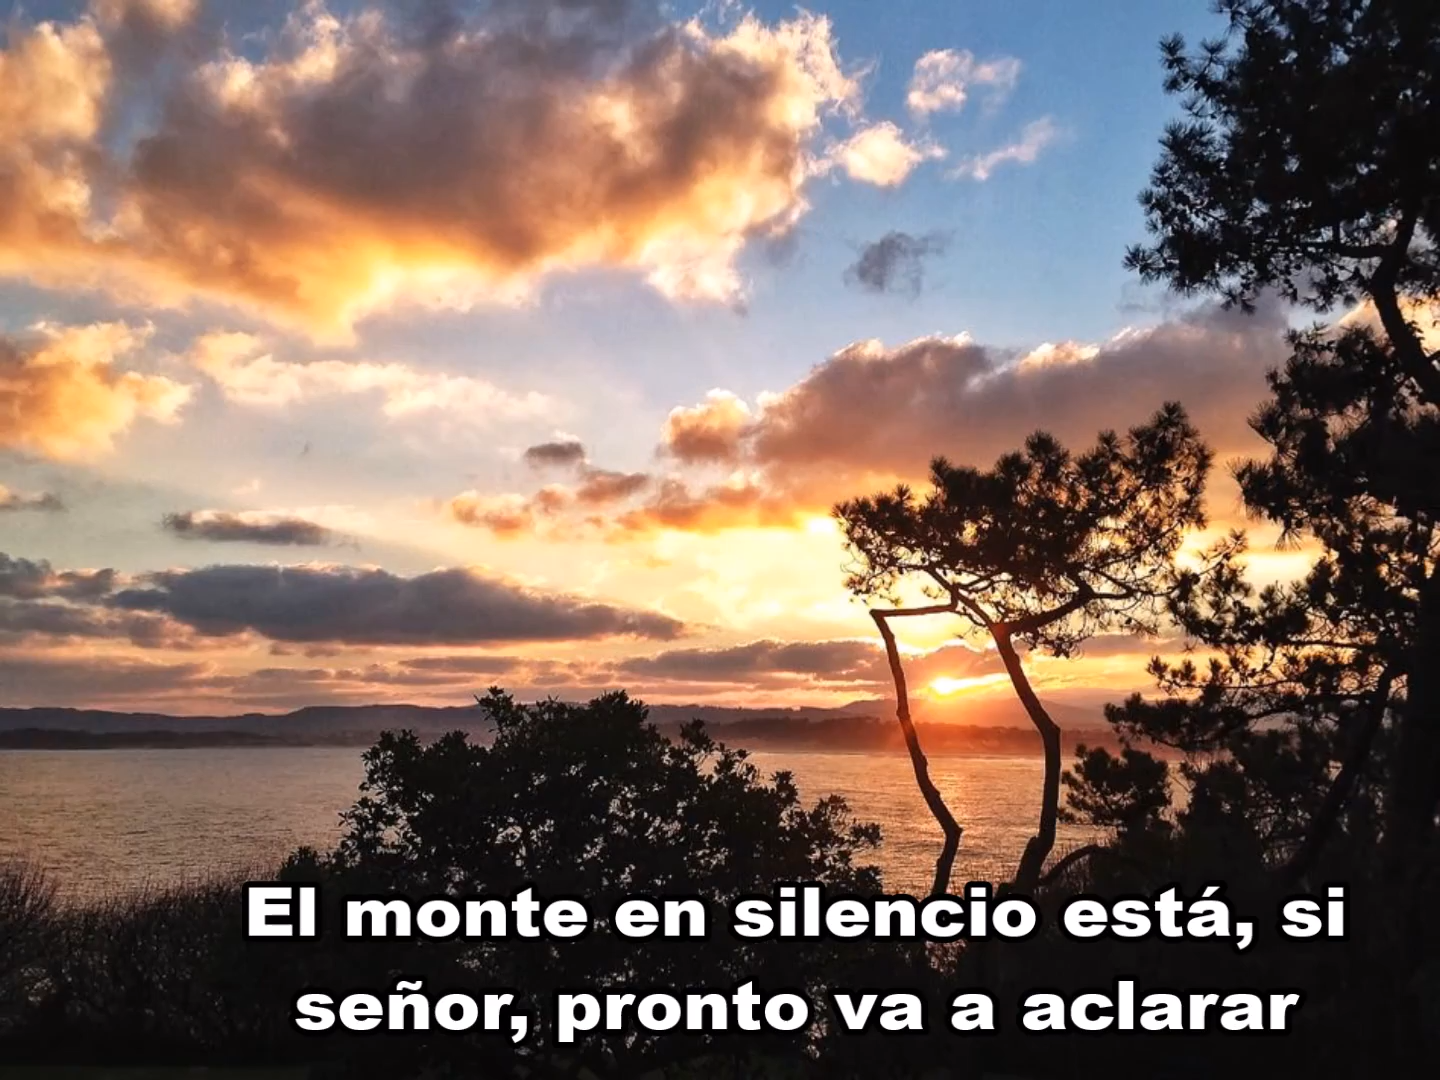 El monte en silencio está, si
señor, pronto va a aclarar